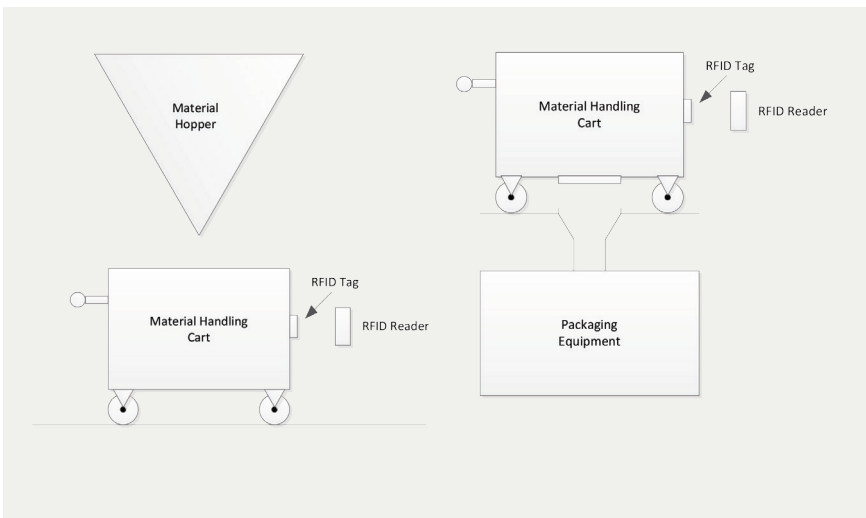 Material
Hopper
RFID Tag
Material Handling
Cart
RFID Reader
RFID Tag
Material Handling
Cart
RFID Reader
Packaging
Equipment